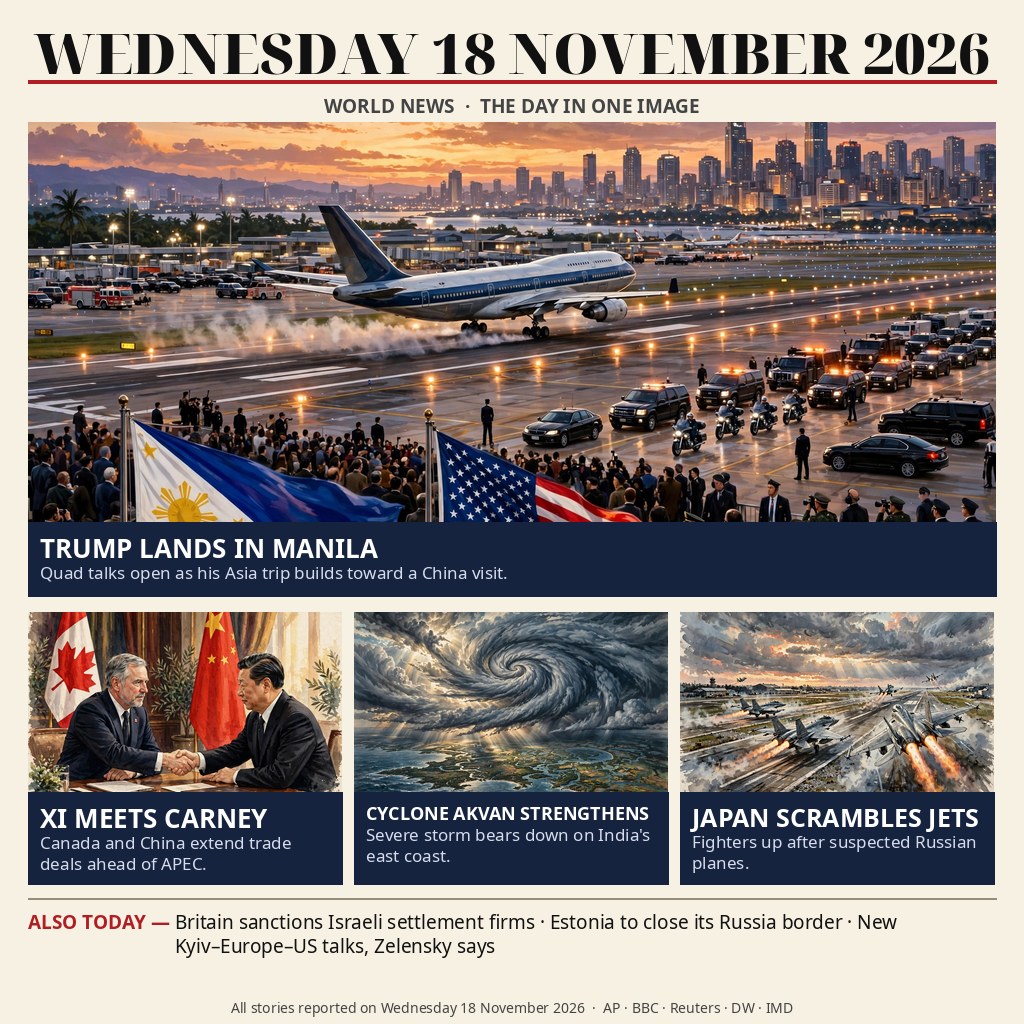 WEDNESDAY 18 NOVEMBER 2026
WORLD NEWS · THE DAY IN ONE IMAGE
TRUMP LANDS IN MANILA
Quad talks open as his Asia trip builds toward a China visit.
XI MEETS CARNEY
Canada and China extend trade
deals ahead of APEC.
CYCLONE AKVAN STRENGTHENS
Severe storm bears down on India's
east coast.
JAPAN SCRAMBLES JETS
Fighters up after suspected Russian
planes.
ALSO TODAY — Britain sanctions Israeli settlement firms · Estonia to close its Russia border · New
Kyiv–Europe–US talks, Zelensky says
All stories reported on Wednesday 18 November 2026 · AP · BBC · Reuters · DW · IMD